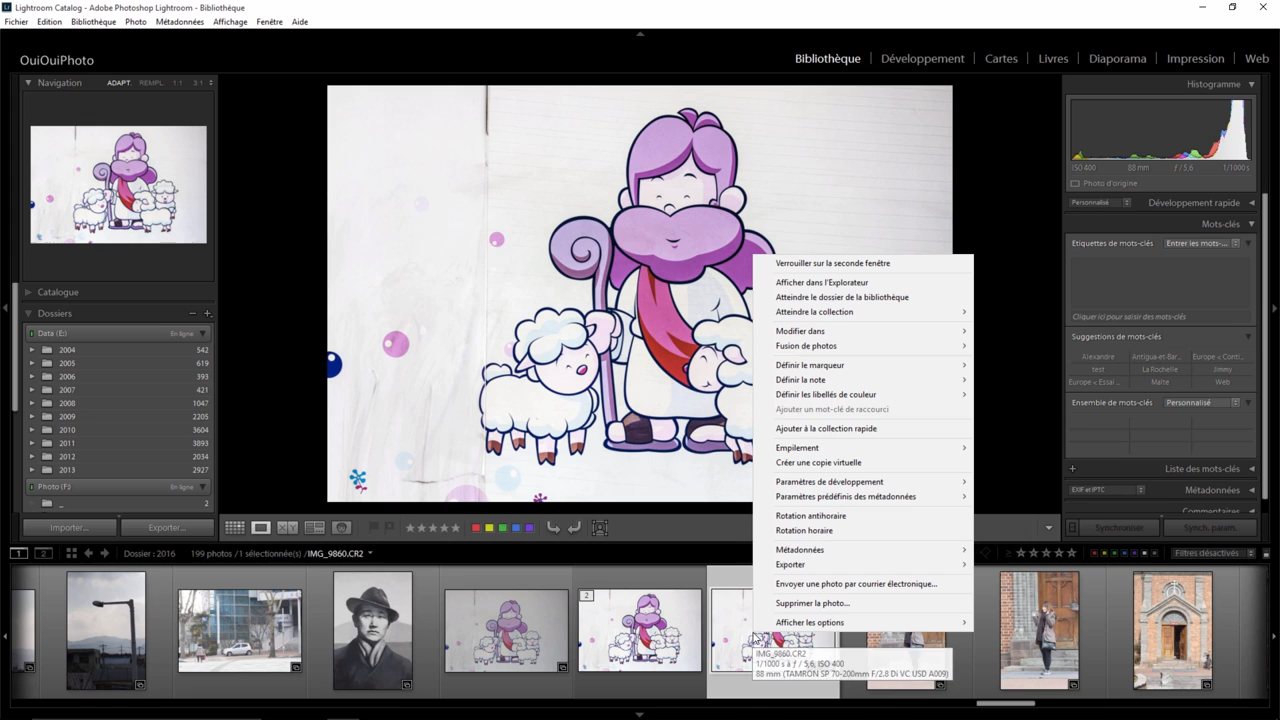 Lightroom Catalog - Adobe Photoshop Lightroom - Bibliothèque
Fichier Edition Bibliothèque Photo Métadonnées Affichage Fenêtre Aide
OuiOuiPhoto
Bibliothèque Développement Cartes Livres Diaporama Impression Web
Navigation ADAPT. REMPL. 1:1 3:1
Histogramme
ISO 400 88 mm ƒ / 5,6 1/1000 s
Photo d'origine
Personnalisé Développement rapide
Mots-clés
Etiquettes de mots-clés Entrer les mots-...
Cliquer ici pour saisir des mots-clés
Suggestions de mots-clés
Alexandre Antigua-et-Bar... Europe < Conti...
test La Rochelle Jimmy
Europe < Essai ... Malte Web
Ensemble de mots-clés Personnalisé
Liste des mots-clés
EXIF et IPTC Métadonnées
Commentaires
Synchroniser Synch. param.
Catalogue
Dossiers
Data (E:) En ligne
2004 542
2005 619
2006 393
2007 421
2008 1047
2009 2205
2010 3604
2011 3893
2012 2034
2013 2927
Photo (F:) En ligne
_ 2
Importer... Exporter...
Verrouiller sur la seconde fenêtre
Afficher dans l'Explorateur
Atteindre le dossier de la bibliothèque
Atteindre la collection
Modifier dans
Fusion de photos
Définir le marqueur
Définir la note
Définir les libellés de couleur
Ajouter un mot-clé de raccourci
Ajouter à la collection rapide
Empilement
Créer une copie virtuelle
Paramètres de développement
Paramètres prédéfinis des métadonnées
Rotation antihoraire
Rotation horaire
Métadonnées
Exporter
Envoyer une photo par courrier électronique...
Supprimer la photo...
Afficher les options
1 2 Dossier : 2016 199 photos /1 sélectionnée(s) /IMG_9860.CR2
Filtres désactivés
2
IMG_9860.CR2
1/1000 s à ƒ / 5,6, ISO 400
88 mm (TAMRON SP 70-200mm F/2.8 Di VC USD A009)